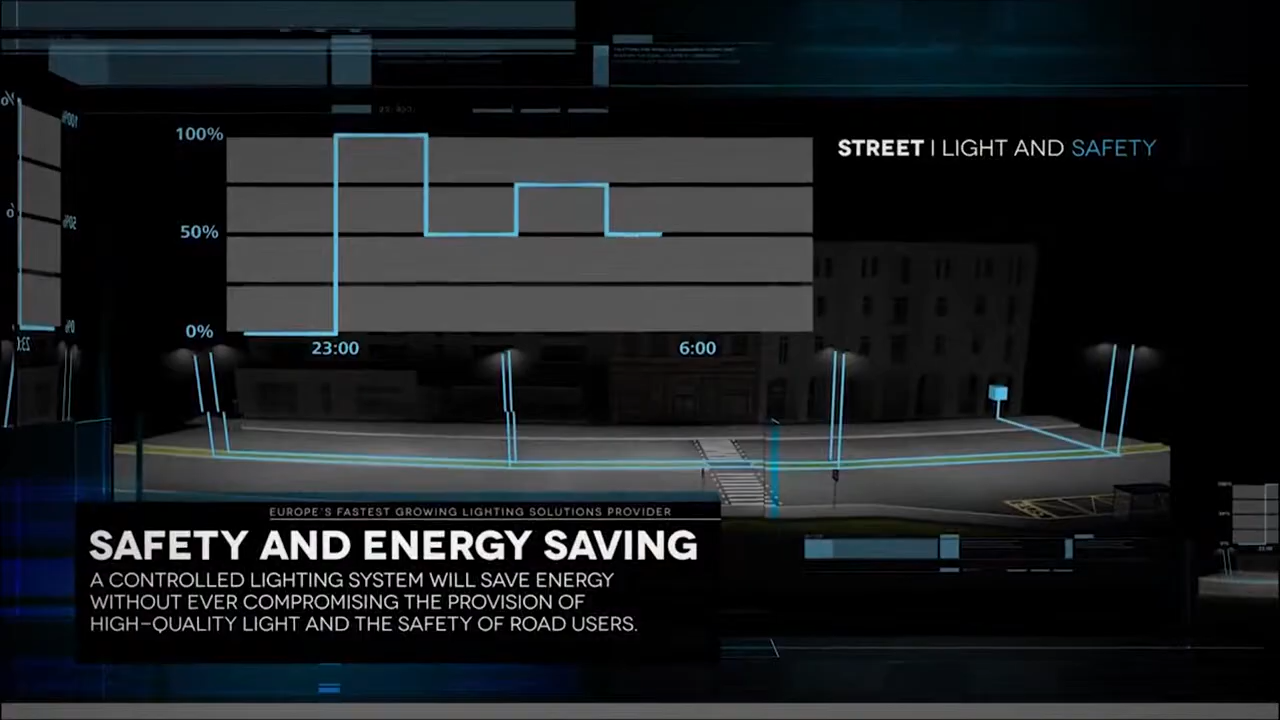 100%
STREET | LIGHT AND SAFETY
50%
0%
23:00
6:00
EUROPE'S FASTEST GROWING LIGHTING SOLUTIONS PROVIDER
SAFETY AND ENERGY SAVING
A CONTROLLED LIGHTING SYSTEM WILL SAVE ENERGY
WITHOUT EVER COMPROMISING THE PROVISION OF
HIGH-QUALITY LIGHT AND THE SAFETY OF ROAD USERS.